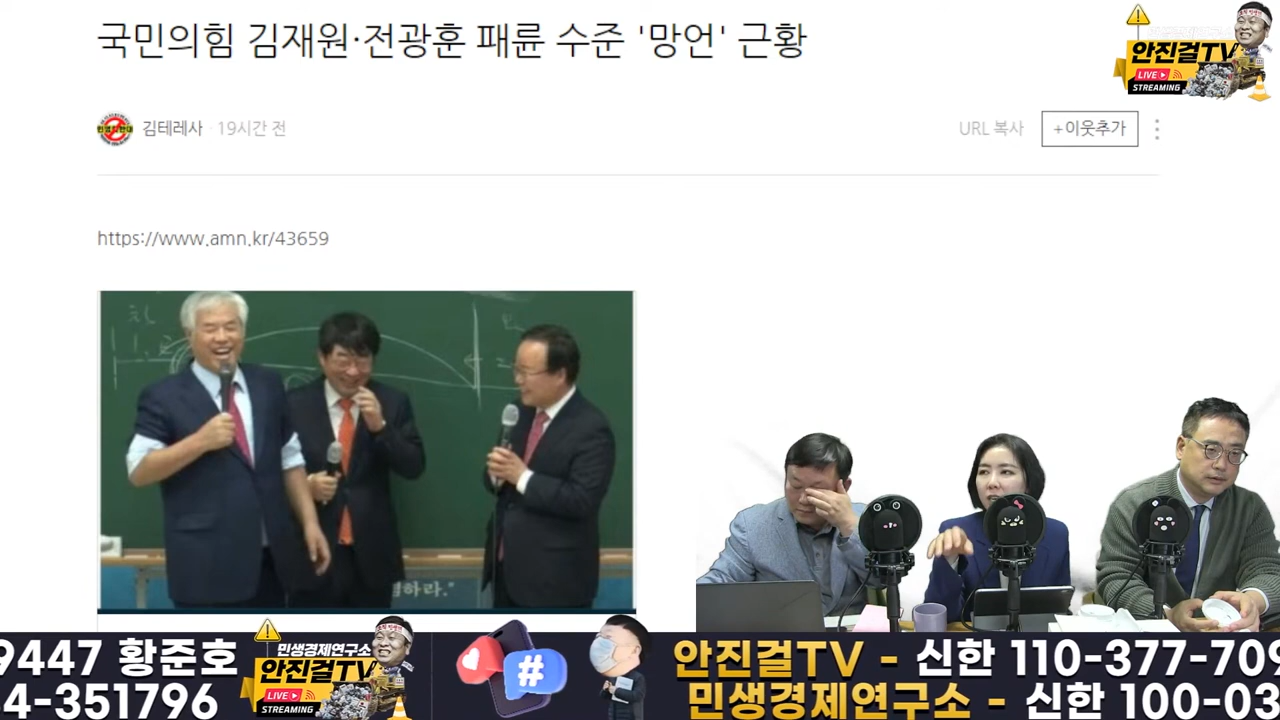 국민의힘 김재원·전광훈 패륜 수준 '망언' 근황
안진걸TV
LIVE
STREAMING
김테레사 · 19시간 전
URL 복사
+이웃추가
https://www.amn.kr/43659
9447 황준호
4-351796
민생경제연구소
안진걸TV
LIVE
STREAMING
#
안진걸TV - 신한 110-377-709
민생경제연구소 - 신한 100-03